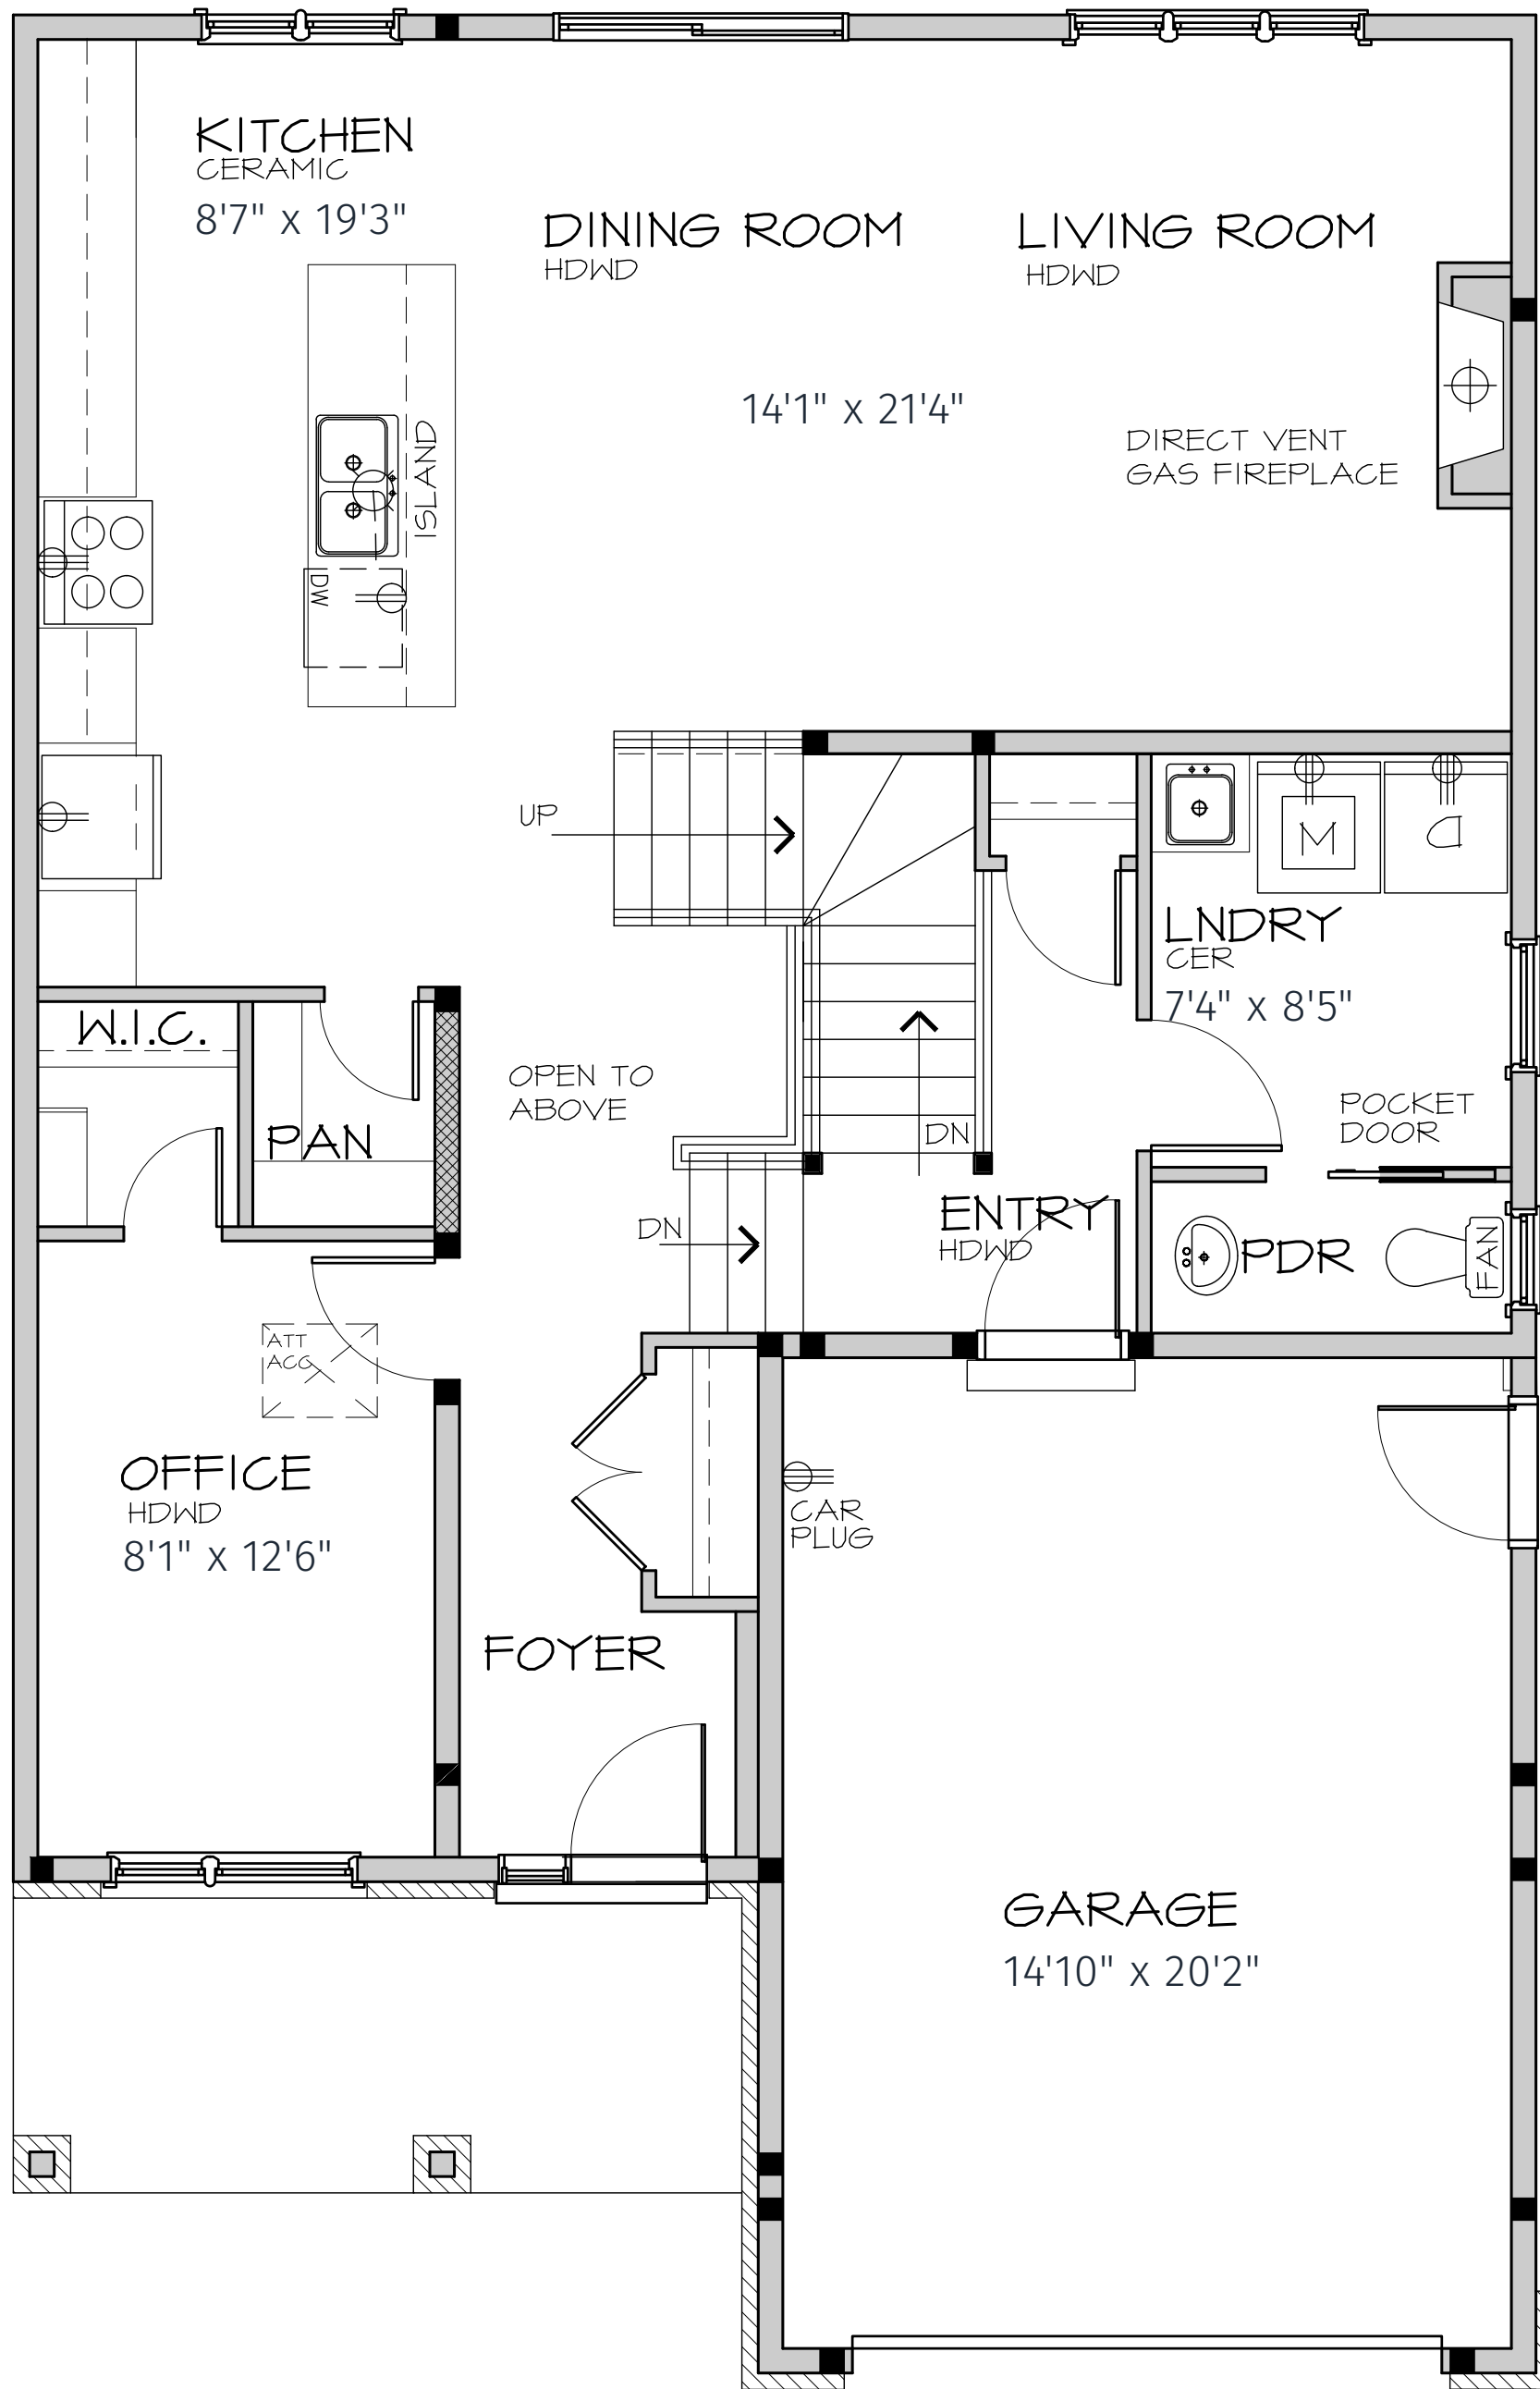 KITCHEN
CERAMIC
8'7" x 19'3"
DINING ROOM
HDWD
LIVING ROOM
HDWD
14'1" x 21'4"
DIRECT VENT
GAS FIREPLACE
ISLAND
DW
UP
M
D
LNDRY
CER
7'4" x 8'5"
W.I.C.
PAN
OPEN TO
ABOVE
DN
POCKET
DOOR
DN
ENTRY
HDWD
PDR
FAN
ATT
ACC
OFFICE
HDWD
8'1" x 12'6"
CAR
PLUG
FOYER
GARAGE
14'10" x 20'2"